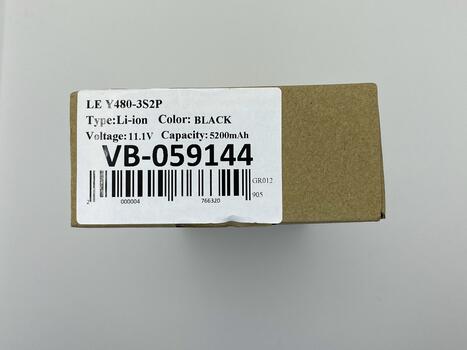 LE Y480-3S2P
Type:Li-ion Color: BLACK
Voltage: 11.1V Capacity: 5200mAh
VB-059144
GR012
905
2 000004 766320